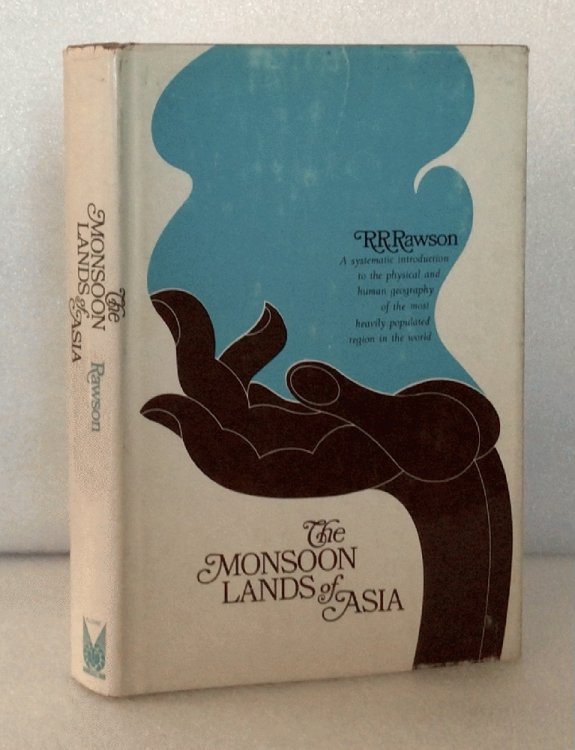 The
MONSOON
LANDS of ASIA
Rawson
R.R.Rawson
A systematic introduction
to the physical and
human geography
of the most
heavily populated
region in the world
The
MONSOON
LANDS of ASIA